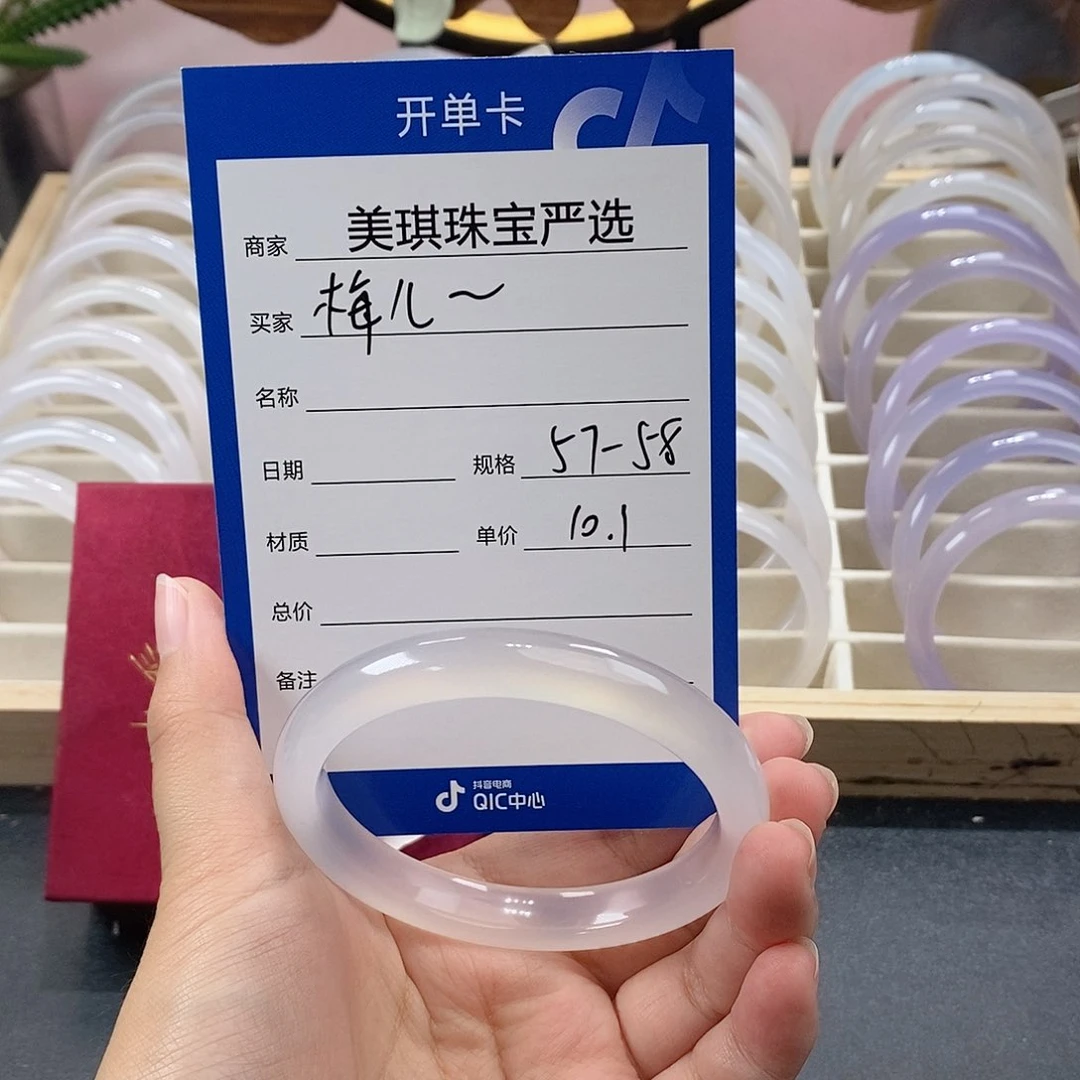 开单卡
商家 美琪珠宝严选
买家 梅儿～
名称
日期 规格 57-58
材质 单价 10.1
总价
备注
抖音电商
QIC中心